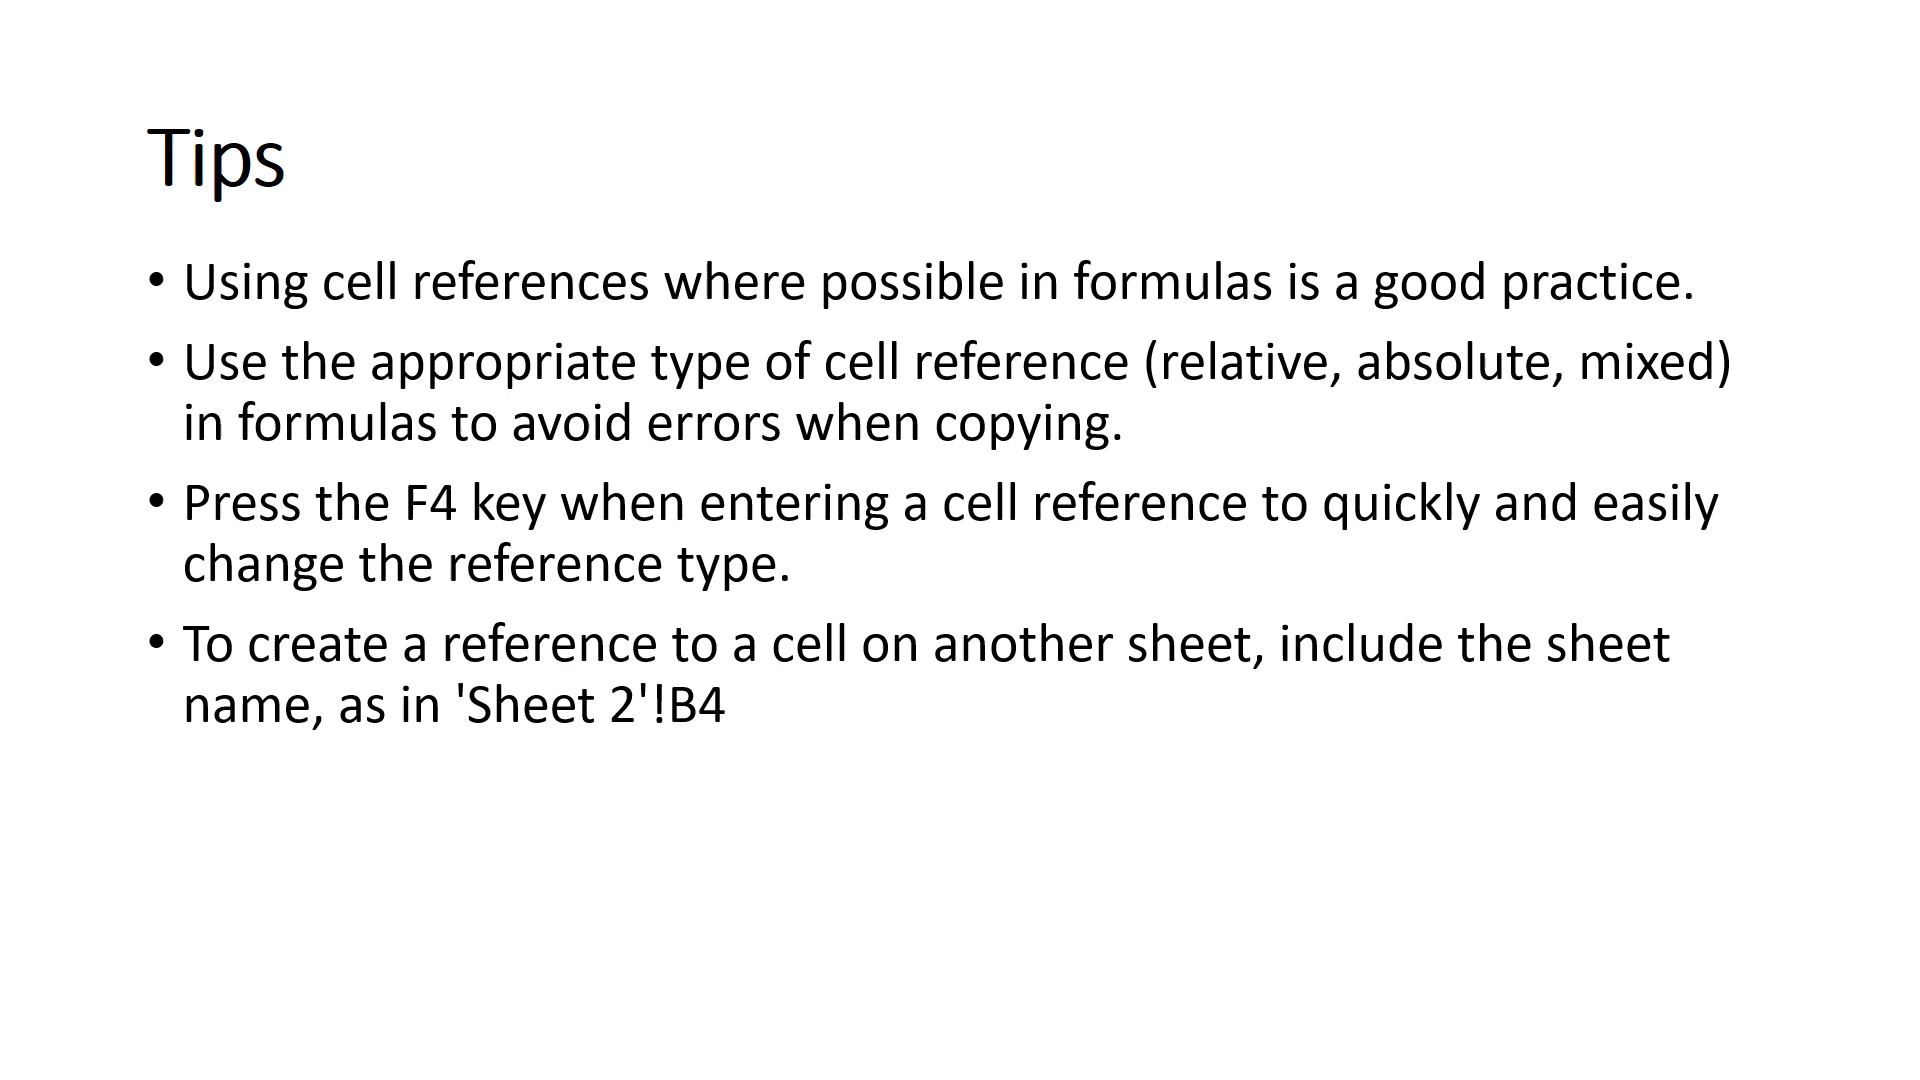 Tips
• Using cell references where possible in formulas is a good practice.
• Use the appropriate type of cell reference (relative, absolute, mixed)
in formulas to avoid errors when copying.
• Press the F4 key when entering a cell reference to quickly and easily
change the reference type.
• To create a reference to a cell on another sheet, include the sheet
name, as in 'Sheet 2'!B4